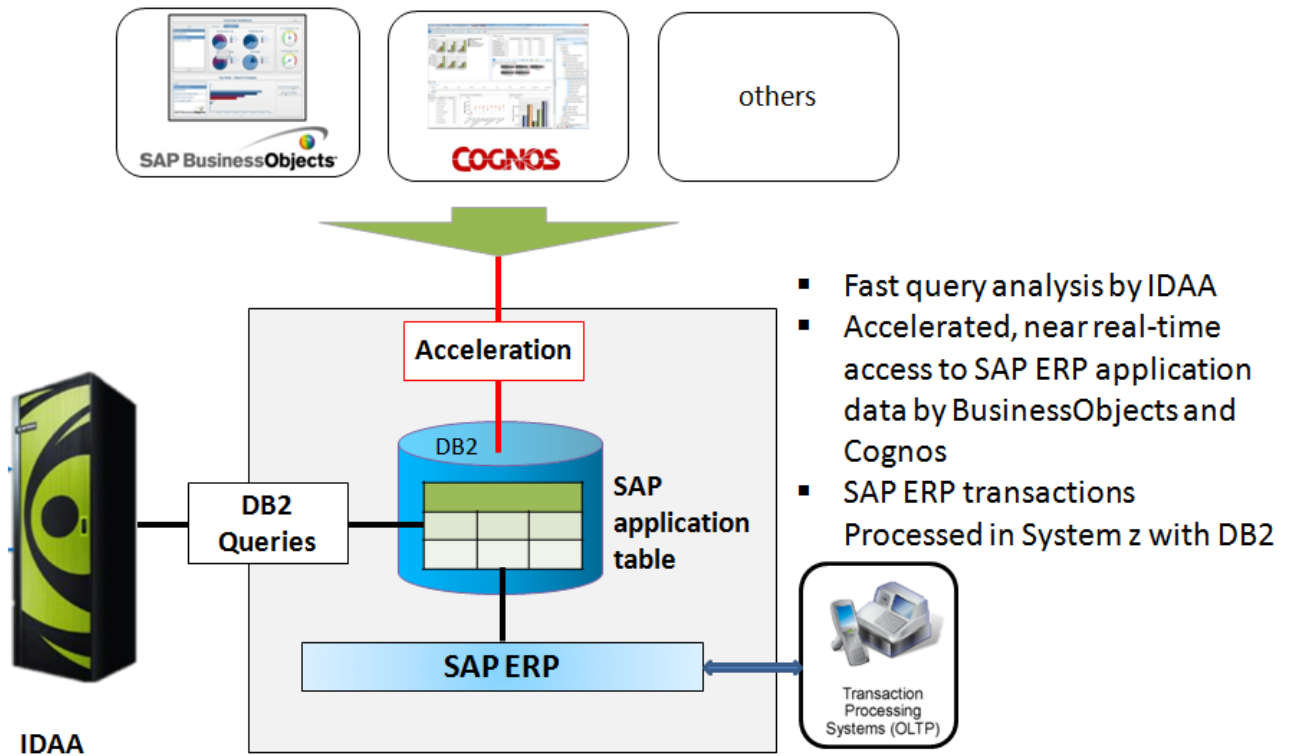 SAP BusinessObjects
COGNOS
others
Acceleration
DB2
SAP
application
table
DB2
Queries
SAP ERP
IDAA
▪ Fast query analysis by IDAA
▪ Accelerated, near real-time
access to SAP ERP application
data by BusinessObjects and
Cognos
▪ SAP ERP transactions
Processed in System z with DB2
Transaction
Processing
Systems (OLTP)